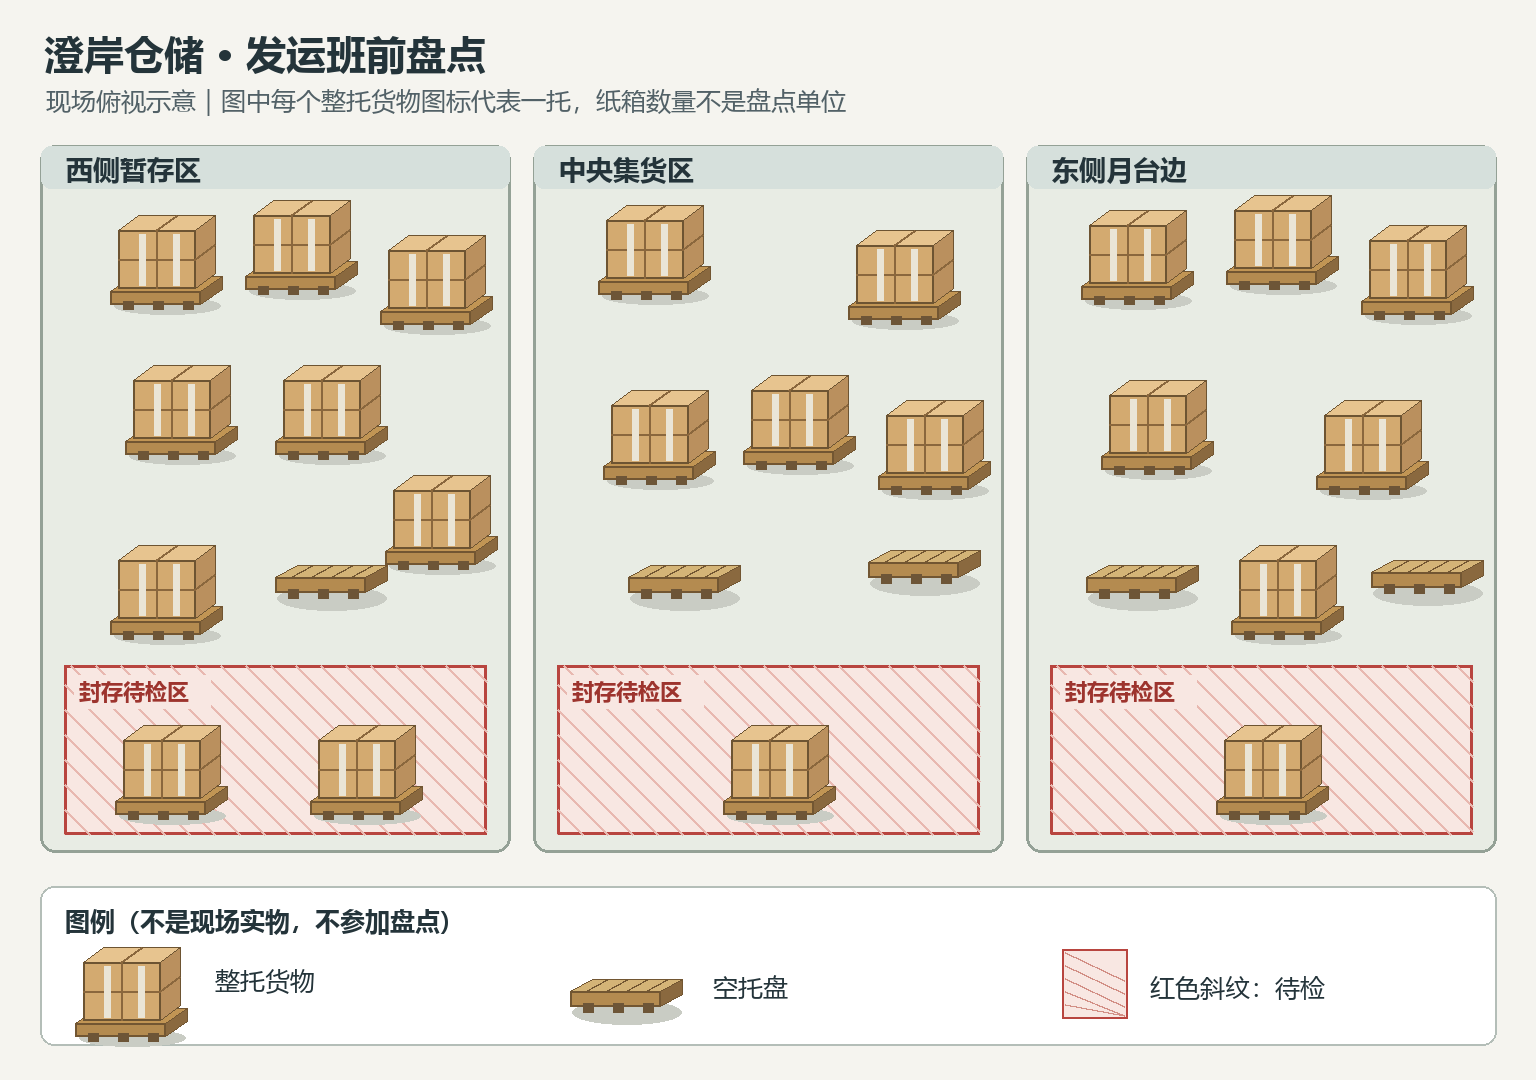 澄岸仓储 • 发运班前盘点
现场俯视示意｜图中每个整托货物图标代表一托，纸箱数量不是盘点单位
西侧暂存区
中央集货区
东侧月台边
封存待检区
封存待检区
封存待检区
图例（不是现场实物，不参加盘点）
整托货物
空托盘
红色斜纹：待检